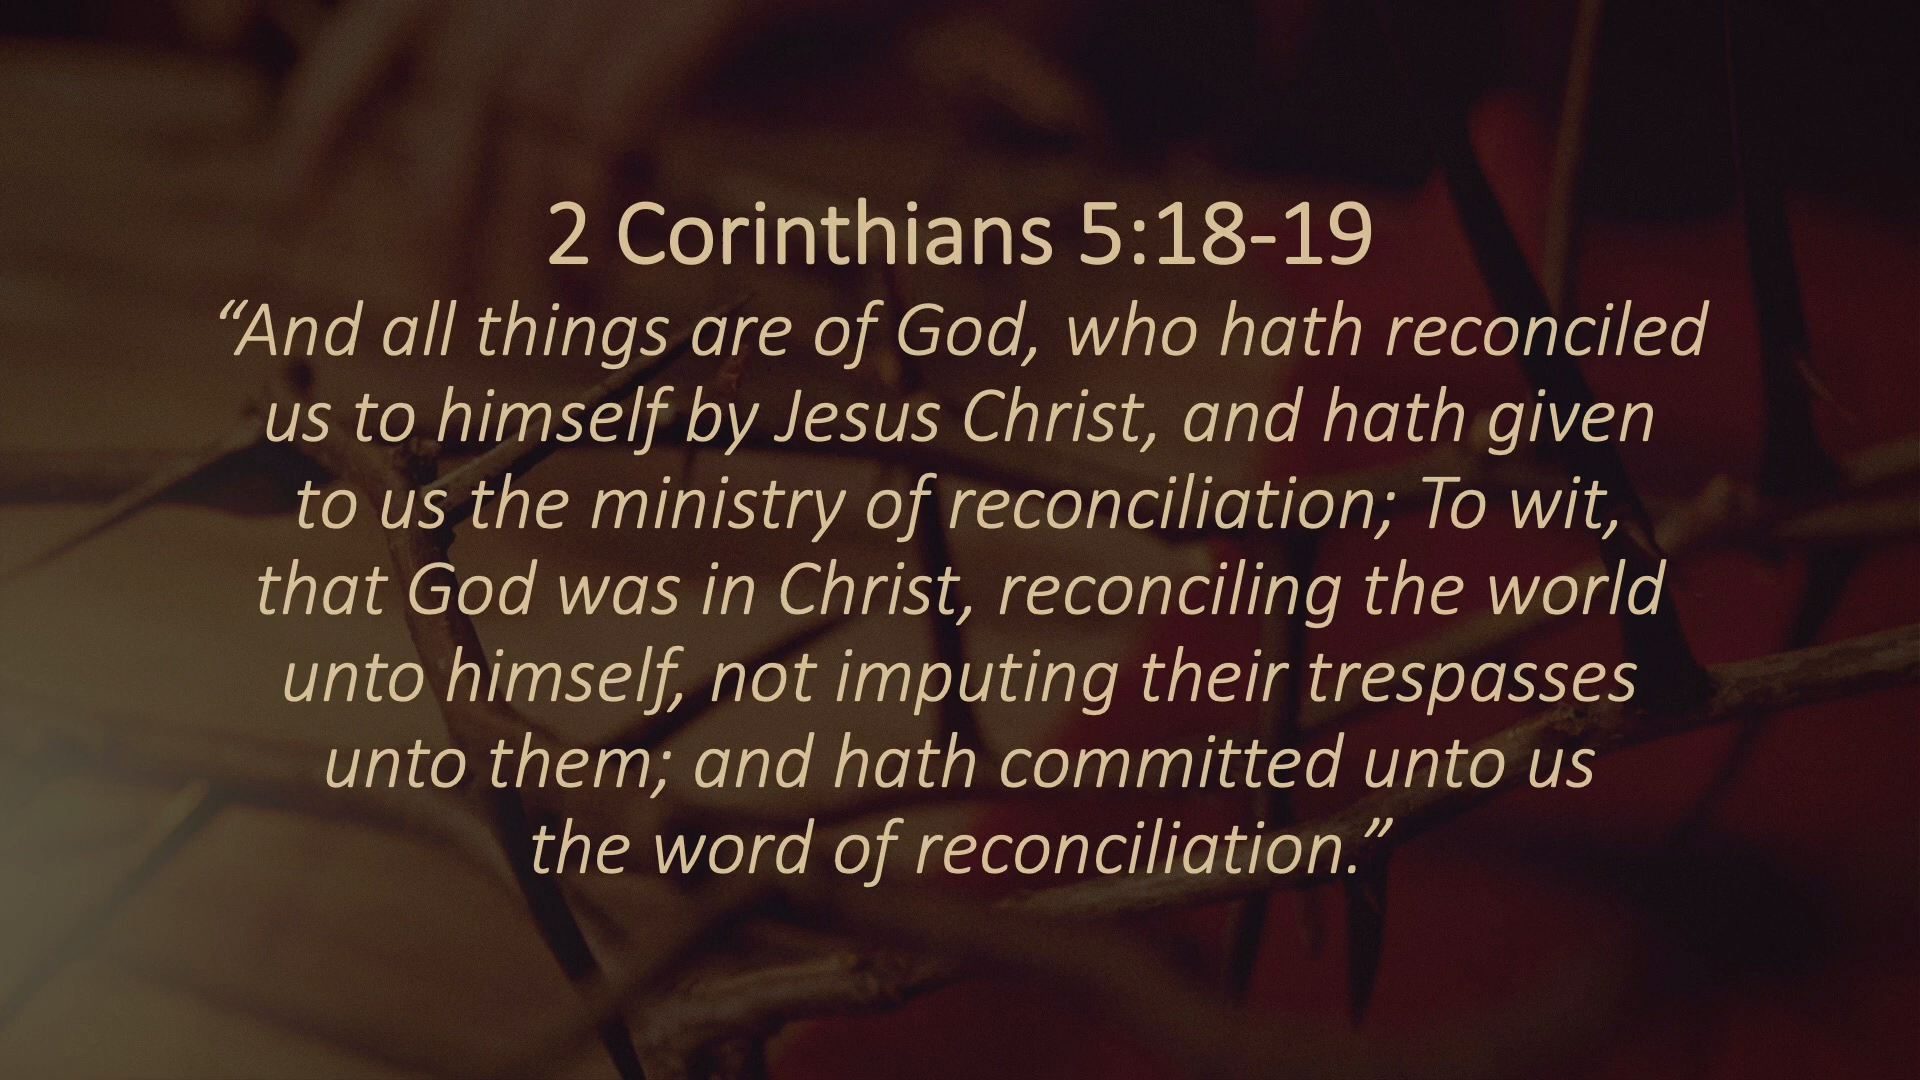 2 Corinthians 5:18-19
“And all things are of God, who hath reconciled
us to himself by Jesus Christ, and hath given
to us the ministry of reconciliation; To wit,
that God was in Christ, reconciling the world
unto himself, not imputing their trespasses
unto them; and hath committed unto us
the word of reconciliation.”